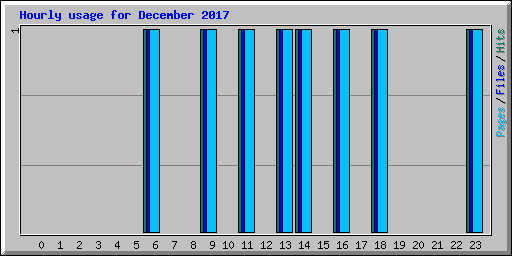 Hourly usage for December 2017
1
Pages/Files/Hits
0 1 2 3 4 5 6 7 8 9 10 11 12 13 14 15 16 17 18 19 20 21 22 23